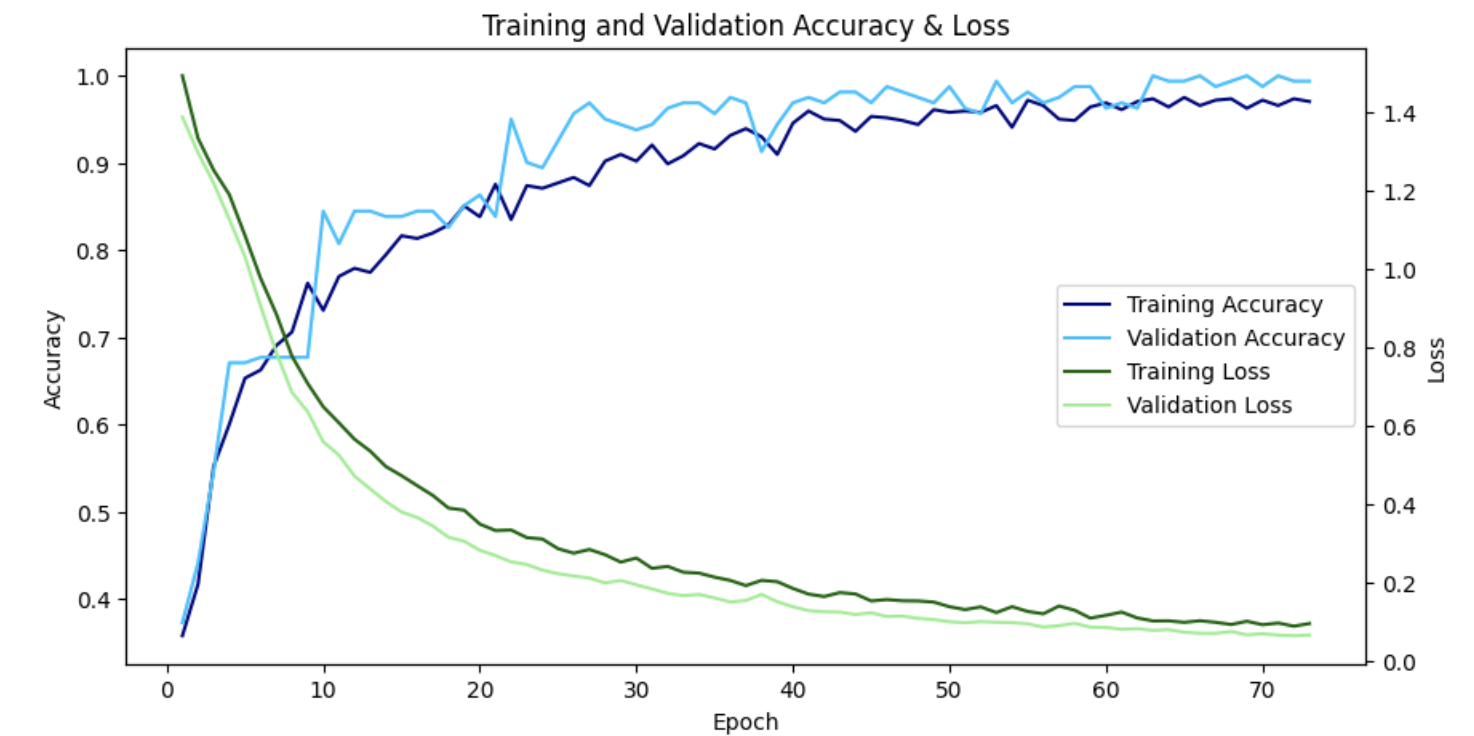 Training and Validation Accuracy & Loss
1.0
0.9
0.8
0.7
0.6
0.5
0.4
Accuracy
1.4
1.2
1.0
0.8
0.6
0.4
0.2
0.0
Loss
Training Accuracy
Validation Accuracy
Training Loss
Validation Loss
0 10 20 30 40 50 60 70
Epoch